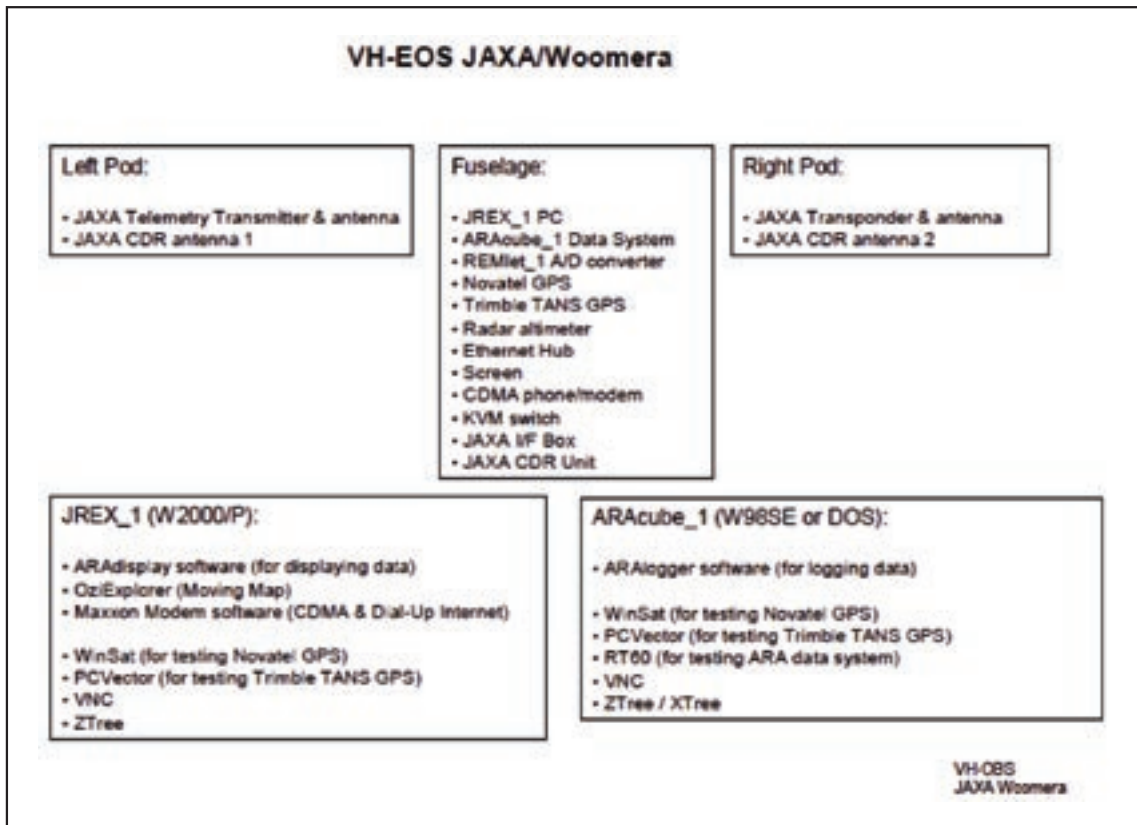 VH-EOS JAXA/Woomera
Left Pod:
- JAXA Telemetry Transmitter & antenna
- JAXA CDR antenna 1
Fuselage:
- JREX_1 PC
- ARAcube_1 Data System
- REMlet_1 A/D converter
- Novatel GPS
- Trimble TANS GPS
- Radar altimeter
- Ethernet Hub
- Screen
- CDMA phone/modem
- KVM switch
- JAXA I/F Box
- JAXA CDR Unit
Right Pod:
- JAXA Transponder & antenna
- JAXA CDR antenna 2
JREX_1 (W2000/P):
- ARAdisplay software (for displaying data)
- OziExplorer (Moving Map)
- Maxxon Modem software (CDMA & Dial-Up Internet)
- WinSat (for testing Novatel GPS)
- PCVector (for testing Trimble TANS GPS)
- VNC
- ZTree
ARAcube_1 (W98SE or DOS):
- ARAlogger software (for logging data)
- WinSat (for testing Novatel GPS)
- PCVector (for testing Trimble TANS GPS)
- RT60 (for testing ARA data system)
- VNC
- ZTree / XTree
VH-OBS
JAXA Woomera